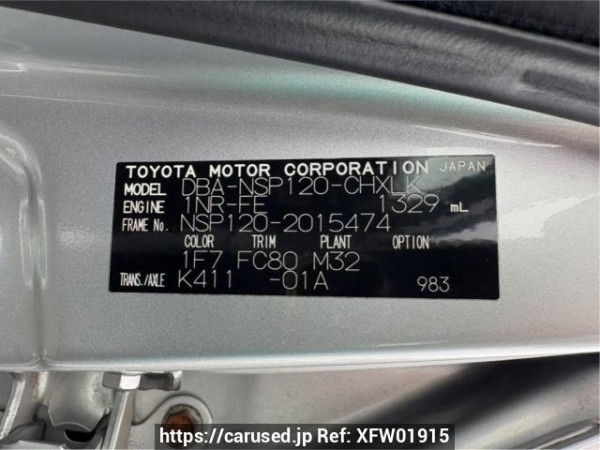 TOYOTA MOTOR CORPORATION JAPAN
MODEL DBA-NSP120-CHXLK
ENGINE 1NR-FE 1329 mL
FRAME No. NSP120-2015474
COLOR TRIM PLANT OPTION
1F7 FC80 M32
TRANS./AXLE K411 -01A 983
https://carused.jp Ref: XFW01915